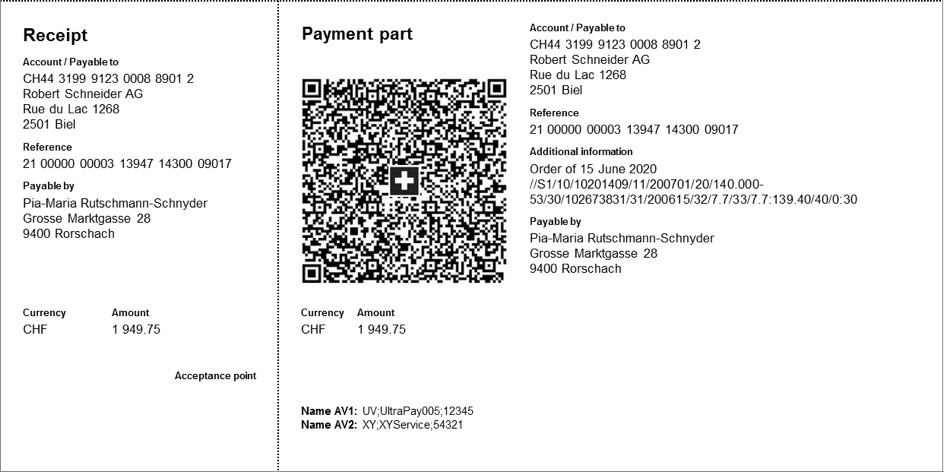 Receipt
Account / Payable to
CH44 3199 9123 0008 8901 2
Robert Schneider AG
Rue du Lac 1268
2501 Biel
Reference
21 00000 00003 13947 14300 09017
Payable by
Pia-Maria Rutschmann-Schnyder
Grosse Marktgasse 28
9400 Rorschach
Currency Amount
CHF 1 949.75
Acceptance point
Payment part
Currency Amount
CHF 1 949.75
Name AV1: UV;UltraPay005;12345
Name AV2: XY;XYService;54321
Account / Payable to
CH44 3199 9123 0008 8901 2
Robert Schneider AG
Rue du Lac 1268
2501 Biel
Reference
21 00000 00003 13947 14300 09017
Additional information
Order of 15 June 2020
//S1/10/10201409/11/200701/20/140.000-
53/30/102673831/31/200615/32/7.7/33/7.7:139.40/40/0:30
Payable by
Pia-Maria Rutschmann-Schnyder
Grosse Marktgasse 28
9400 Rorschach